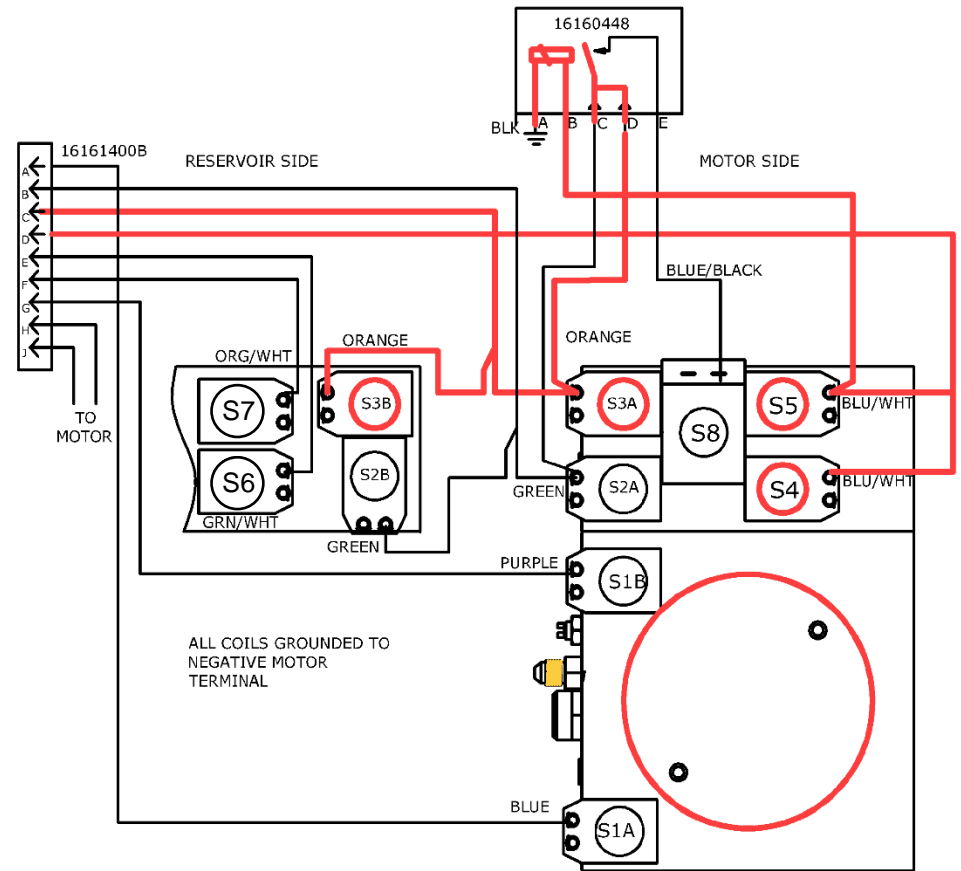 16160448
BLK
A
B
C
D
E
16161400B
RESERVOIR SIDE
MOTOR SIDE
A
B
C
D
E
F
G
H
J
BLUE/BLACK
ORANGE
ORANGE
ORG/WHT
TO
MOTOR
S7
S3B
S3A
S5
BLU/WHT
S8
S6
S2B
S2A
S4
BLU/WHT
GREEN
GRN/WHT
GREEN
PURPLE
S1B
ALL COILS GROUNDED TO
NEGATIVE MOTOR
TERMINAL
BLUE
S1A